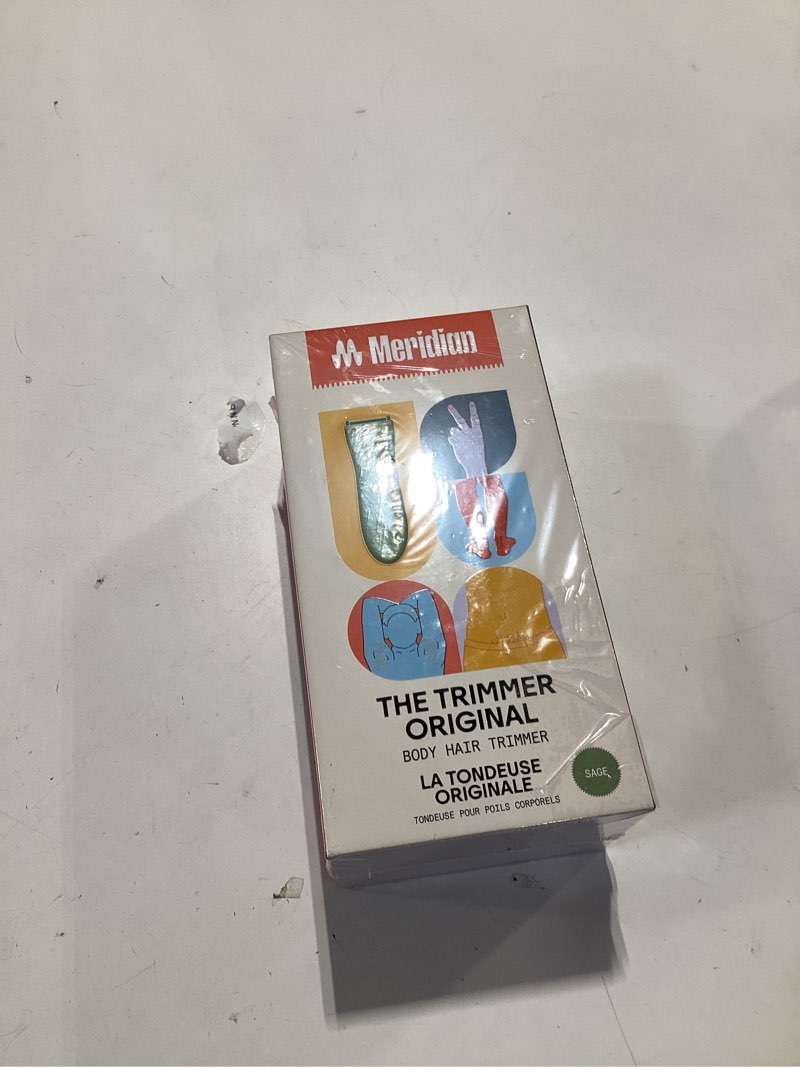 Meridian
THE TRIMMER
ORIGINAL
BODY HAIR TRIMMER
LA TONDEUSE
ORIGINALE
TONDEUSE POUR POILS CORPORELS
SAGE